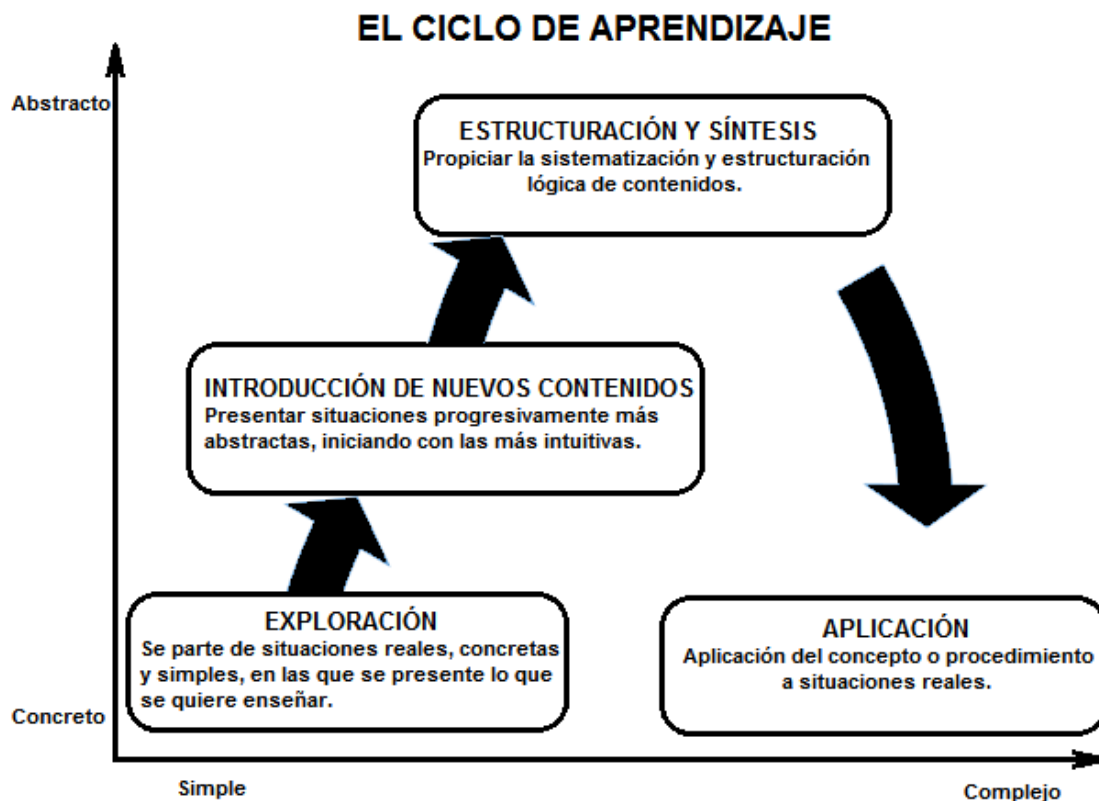 EL CICLO DE APRENDIZAJE
Abstracto
ESTRUCTURACIÓN Y SÍNTESIS
Propiciar la sistematización y estructuración
lógica de contenidos.
INTRODUCCIÓN DE NUEVOS CONTENIDOS
Presentar situaciones progresivamente más
abstractas, iniciando con las más intuitivas.
EXPLORACIÓN
Se parte de situaciones reales, concretas
y simples, en las que se presente lo que
se quiere enseñar.
APLICACIÓN
Aplicación del concepto o procedimiento
a situaciones reales.
Concreto
Simple
Complejo